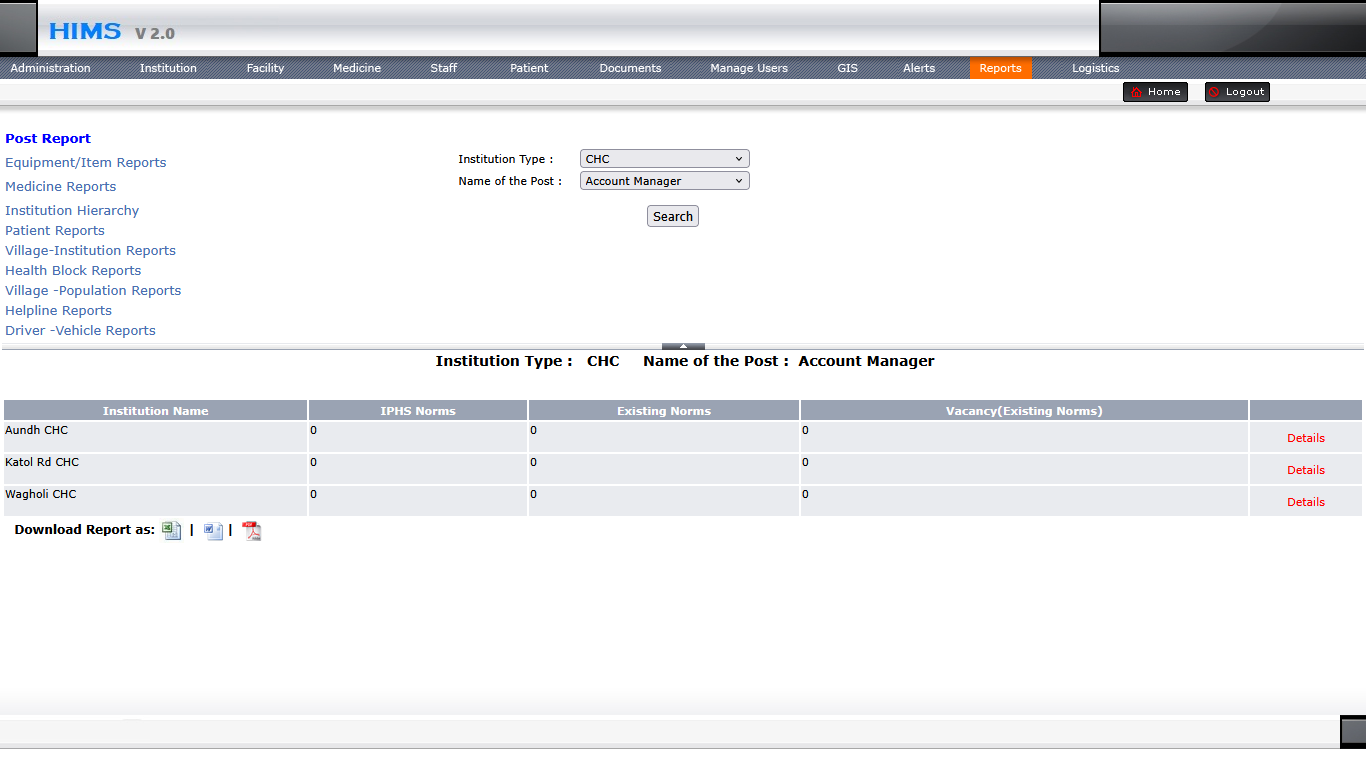 HIMS V 2.0
Administration Institution Facility Medicine Staff Patient Documents Manage Users GIS Alerts Reports Logistics
Home Logout
Post Report
Equipment/Item Reports
Medicine Reports
Institution Hierarchy
Patient Reports
Village-Institution Reports
Health Block Reports
Village -Population Reports
Helpline Reports
Driver -Vehicle Reports
Institution Type : CHC
Name of the Post : Account Manager
Search
Institution Type : CHC Name of the Post : Account Manager
Institution Name IPHS Norms Existing Norms Vacancy(Existing Norms)
Aundh CHC 0 0 0 Details
Katol Rd CHC 0 0 0 Details
Wagholi CHC 0 0 0 Details
Download Report as: | |